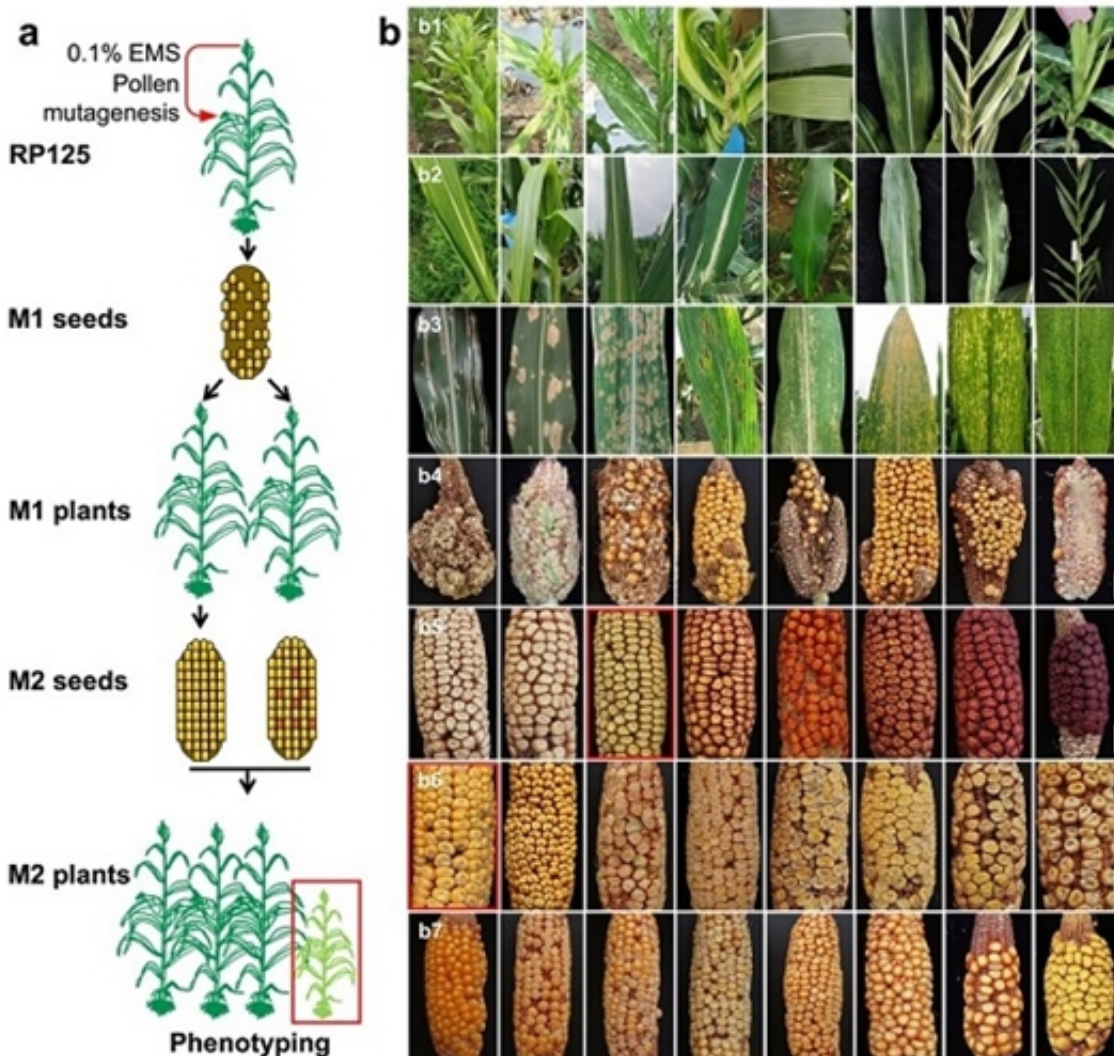 a
0.1% EMS
Pollen
mutagenesis
RP125
M1 seeds
M1 plants
M2 seeds
M2 plants
Phenotyping
b
b1
b2
b3
b4
b5
b6
b7